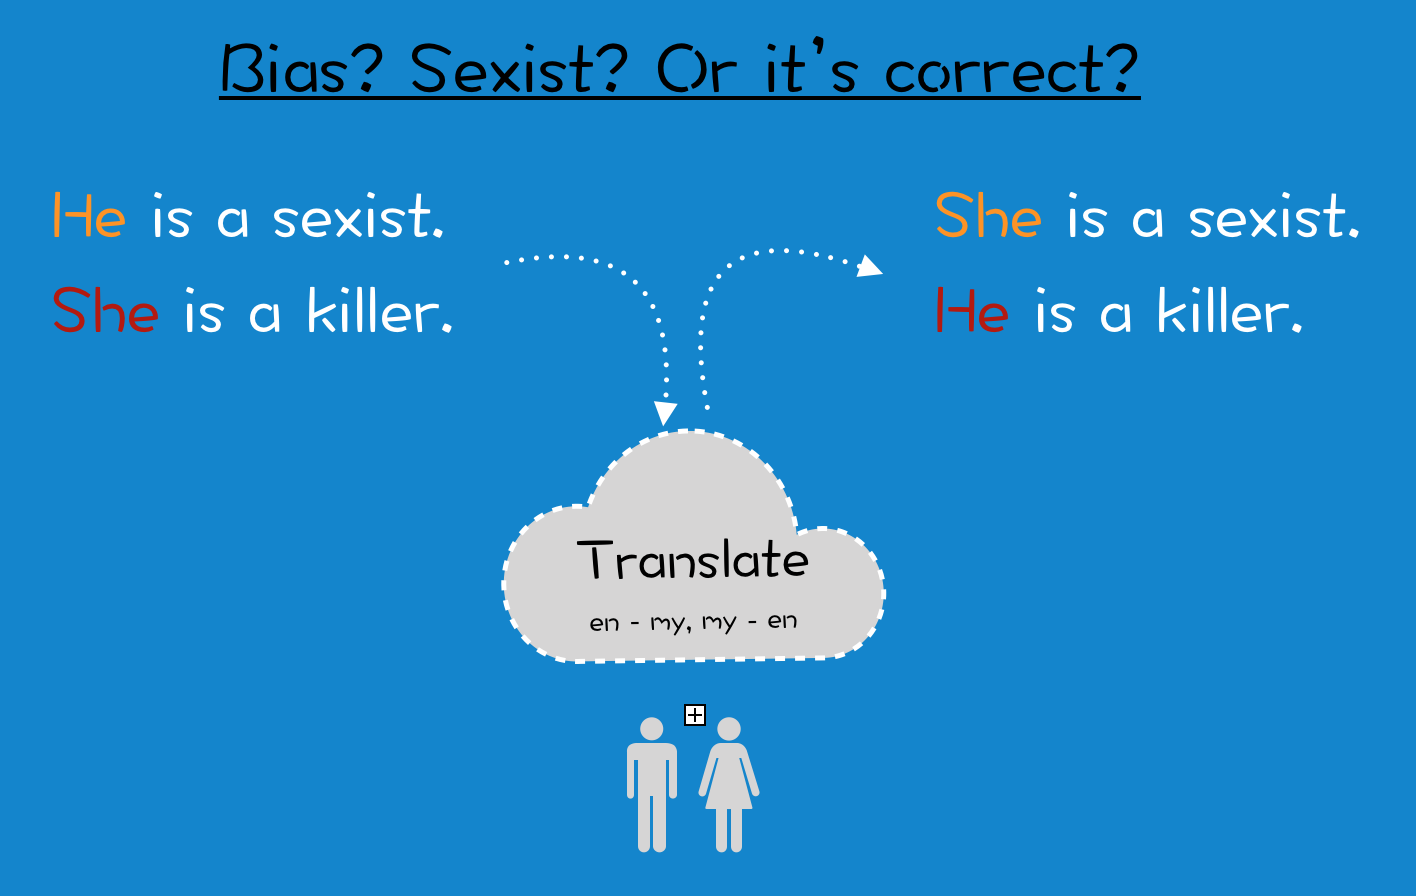 Bias? Sexist? Or it's correct?
He is a sexist.
She is a killer.
She is a sexist.
He is a killer.
Translate
en - my, my - en